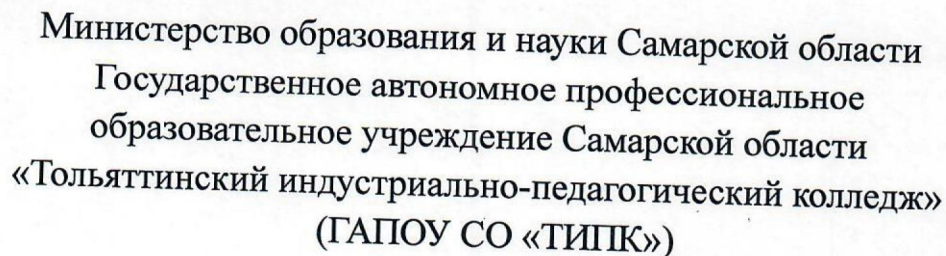 Министерство образования и науки Самарской области
Государственное автономное профессиональное
образовательное учреждение Самарской области
«Тольяттинский индустриально-педагогический колледж»
(ГАПОУ СО «ТИПК»)